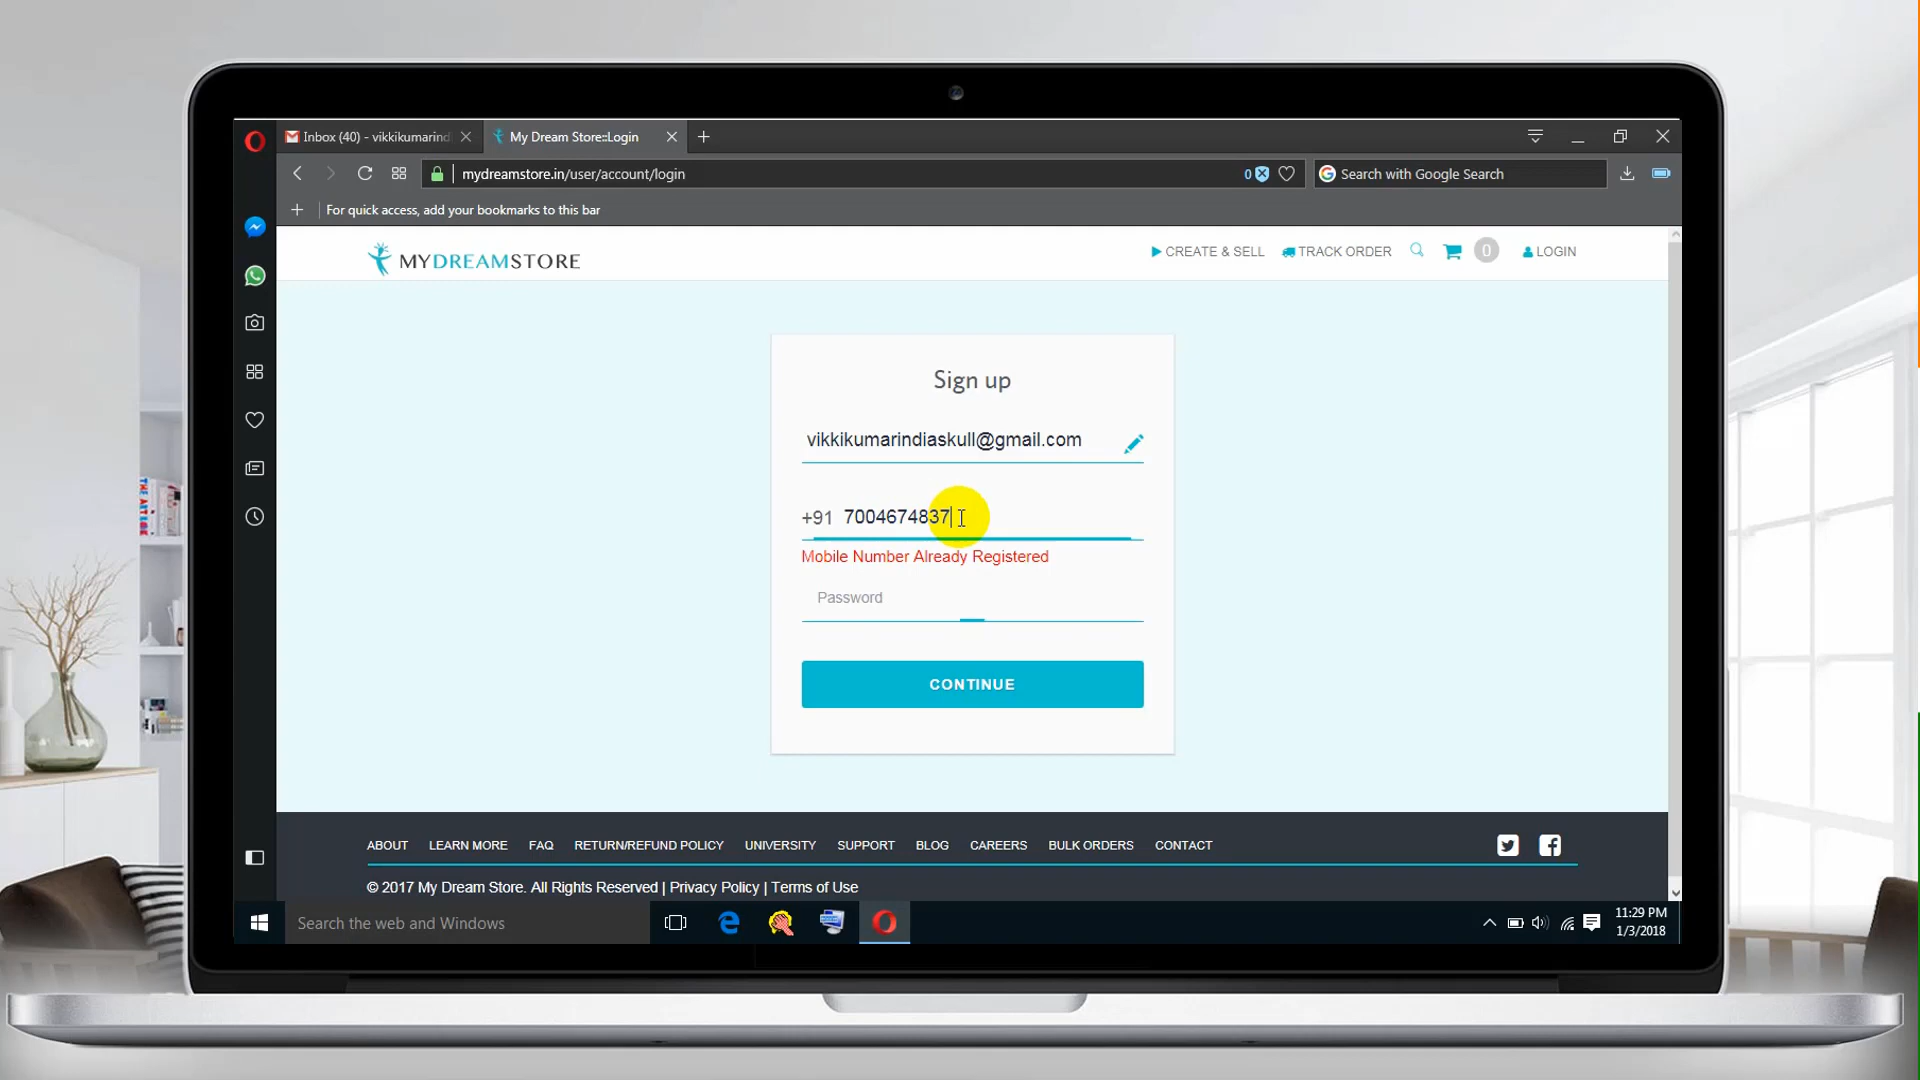 Inbox (40) - vikkikumarind
My Dream Store::Login
mydreamstore.in/user/account/login
0
Search with Google Search
For quick access, add your bookmarks to this bar
MYDREAMSTORE
CREATE & SELL
TRACK ORDER
0
LOGIN
Sign up
vikkikumarindiaskull@gmail.com
+91 7004674837
Mobile Number Already Registered
Password
CONTINUE
ABOUT
LEARN MORE
FAQ
RETURN/REFUND POLICY
UNIVERSITY
SUPPORT
BLOG
CAREERS
BULK ORDERS
CONTACT
© 2017 My Dream Store. All Rights Reserved | Privacy Policy | Terms of Use
Search the web and Windows
11:29 PM
1/3/2018
THE ART